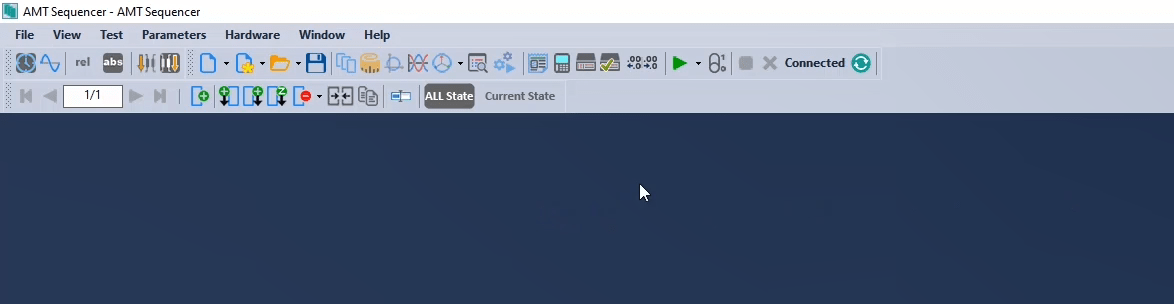 AMT Sequencer - AMT Sequencer
File View Test Parameters Hardware Window Help
rel abs Connected
1/1 ALL State Current State